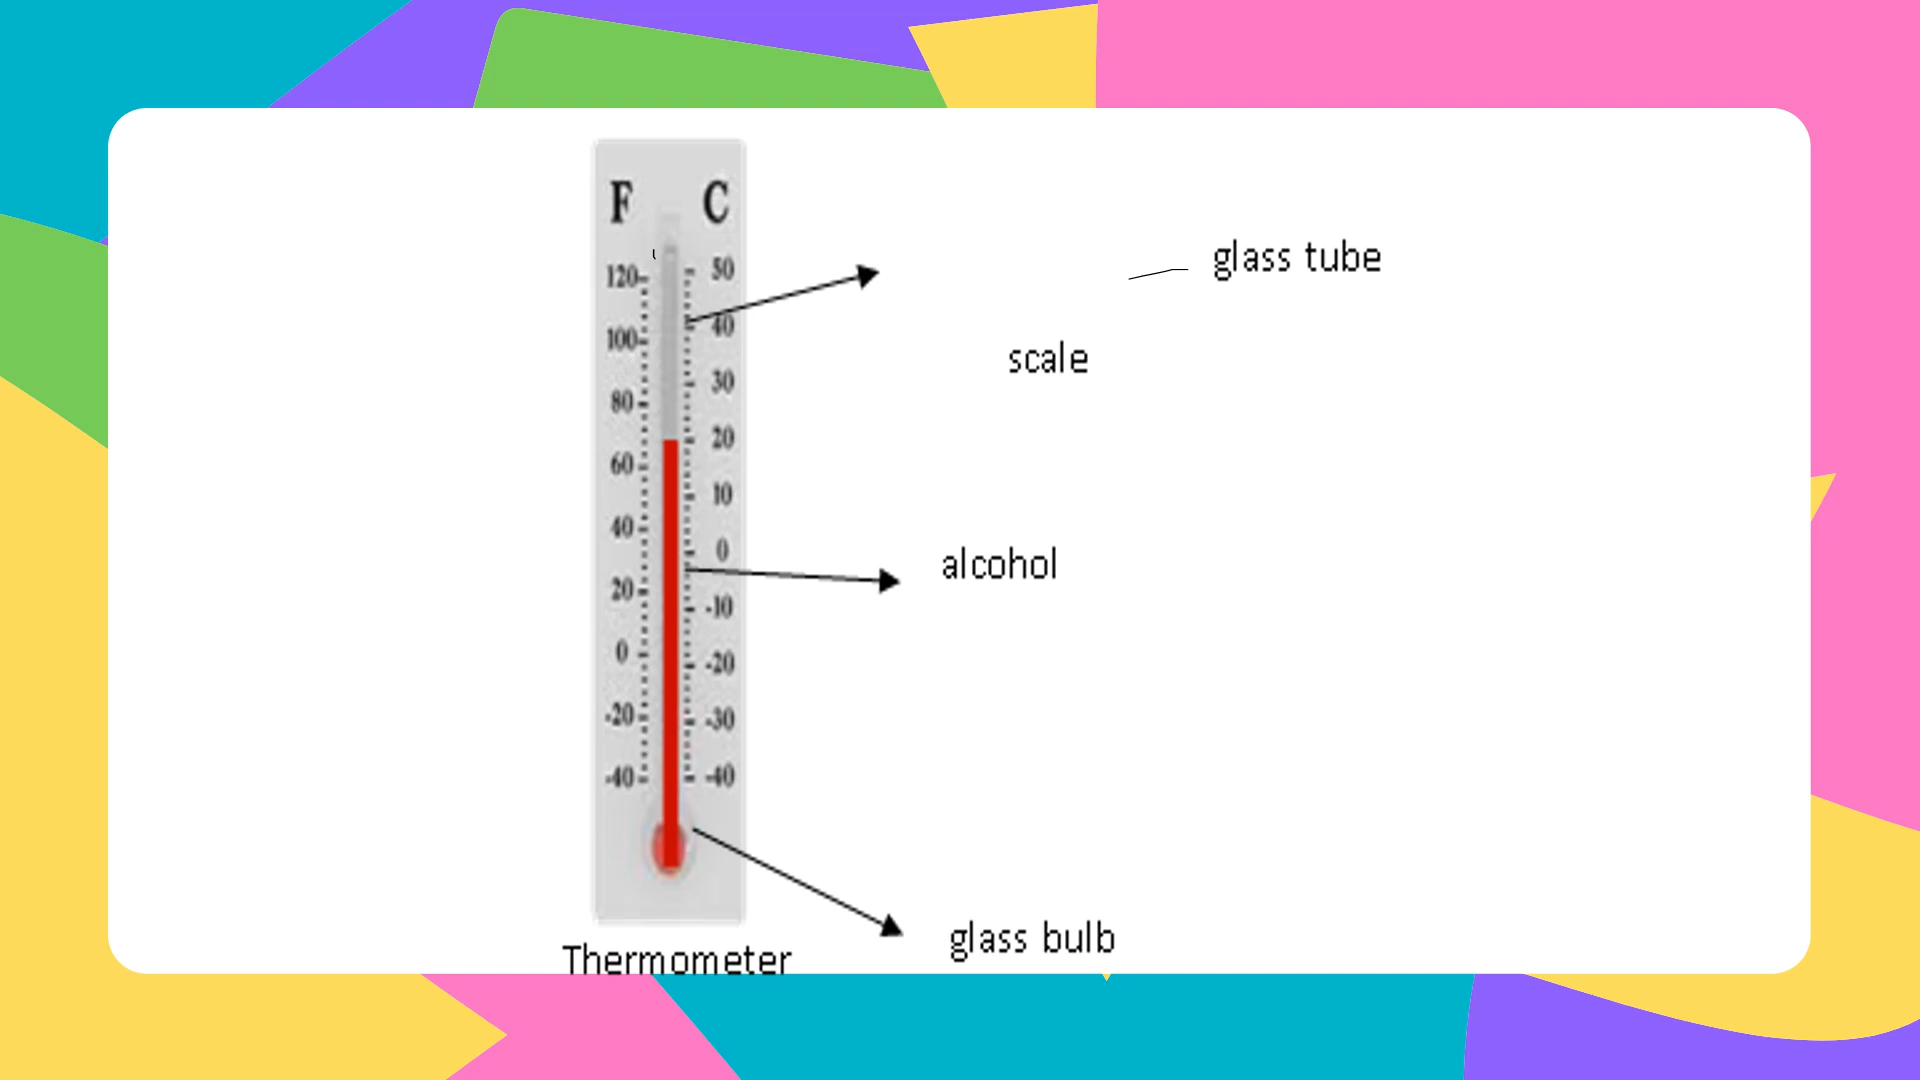 F C
120 50
glass tube
100 40
scale
80 30
60 20
40 10
0
alcohol
20 -10
0 -20
-20 -30
-40 -40
glass bulb
Thermometer